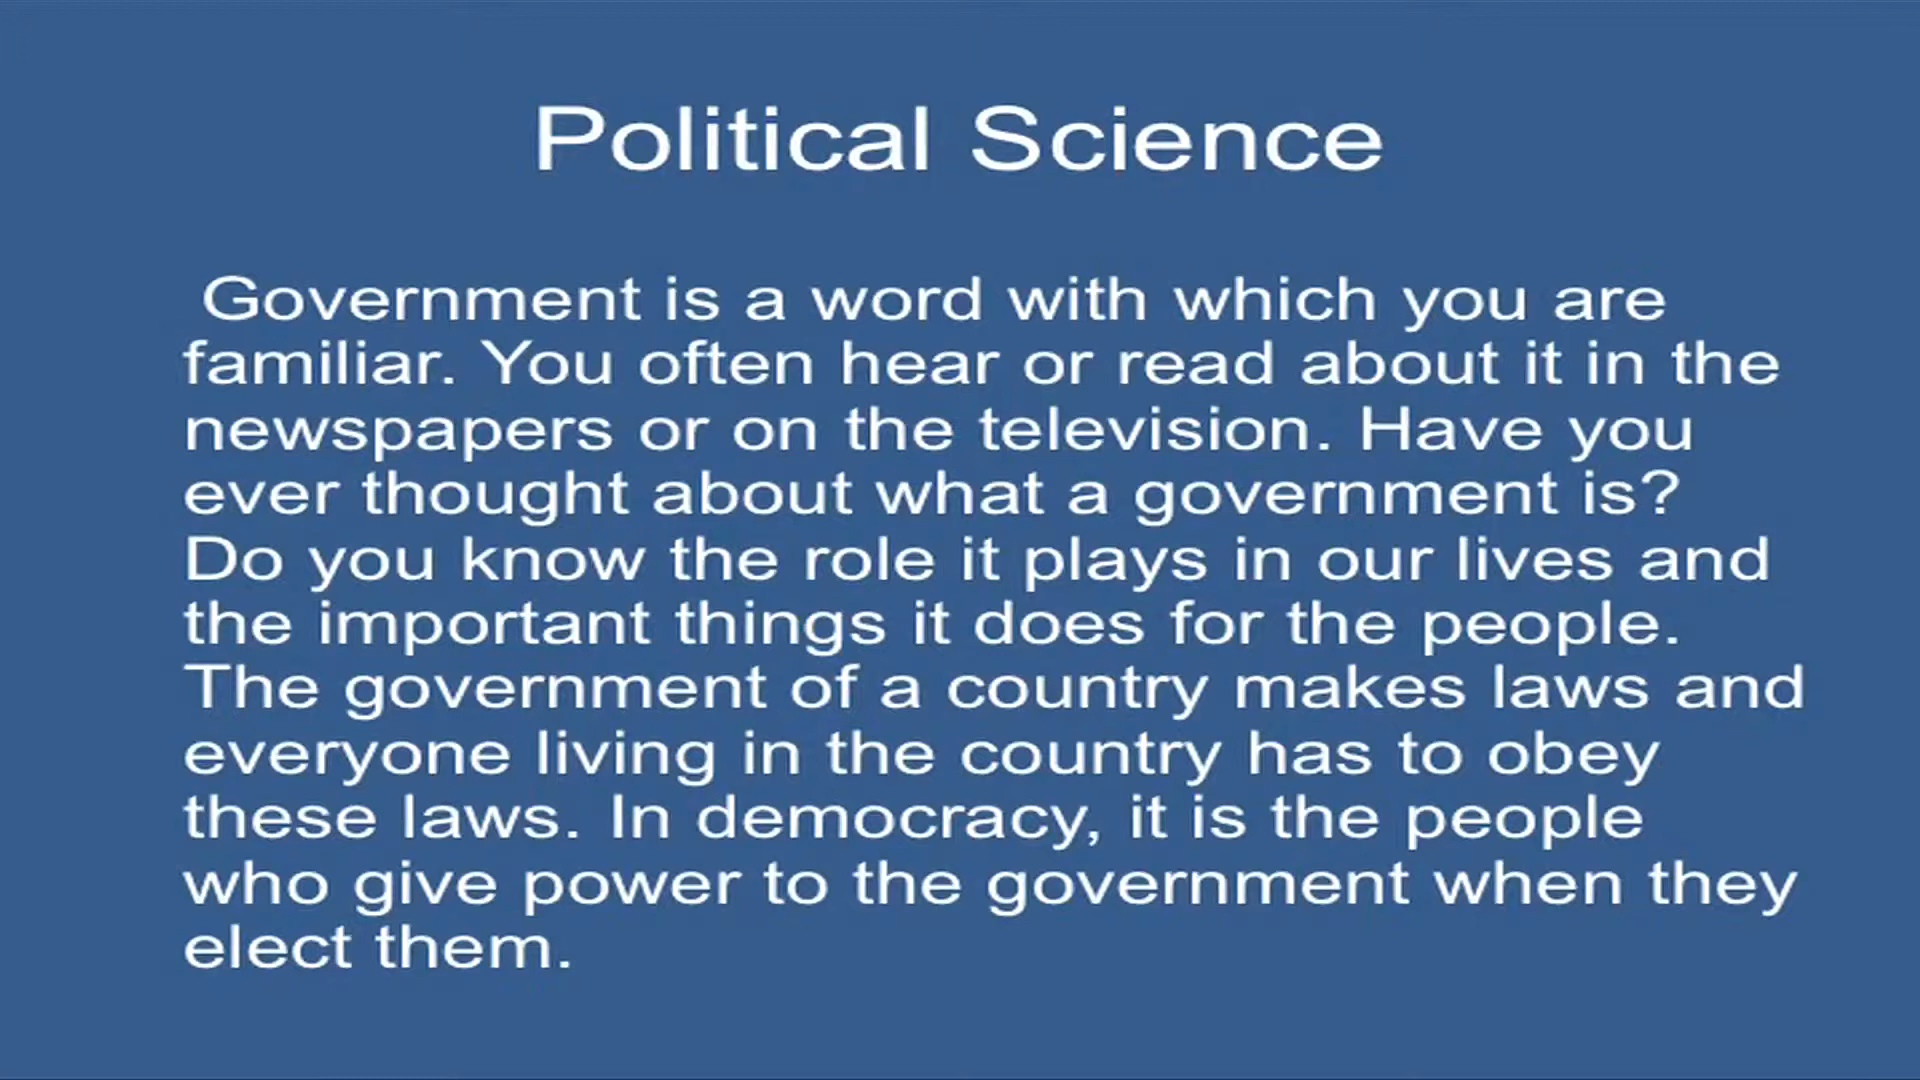 Political Science
Government is a word with which you are
familiar. You often hear or read about it in the
newspapers or on the television. Have you
ever thought about what a government is?
Do you know the role it plays in our lives and
the important things it does for the people.
The government of a country makes laws and
everyone living in the country has to obey
these laws. In democracy, it is the people
who give power to the government when they
elect them.